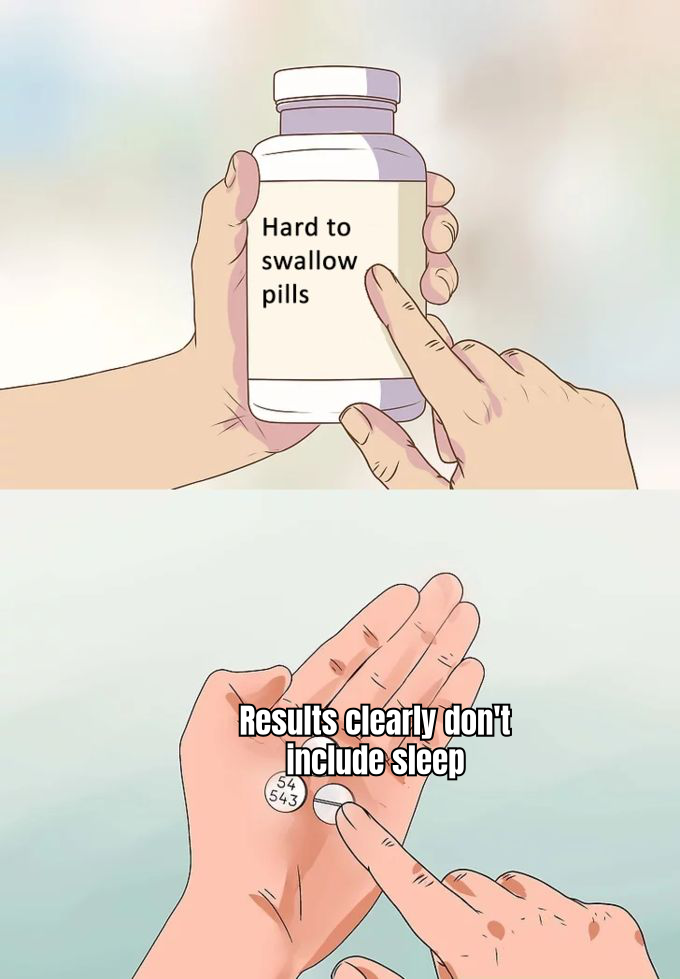 Hard to
swallow
pills
Results clearly don't
include sleep
54
543